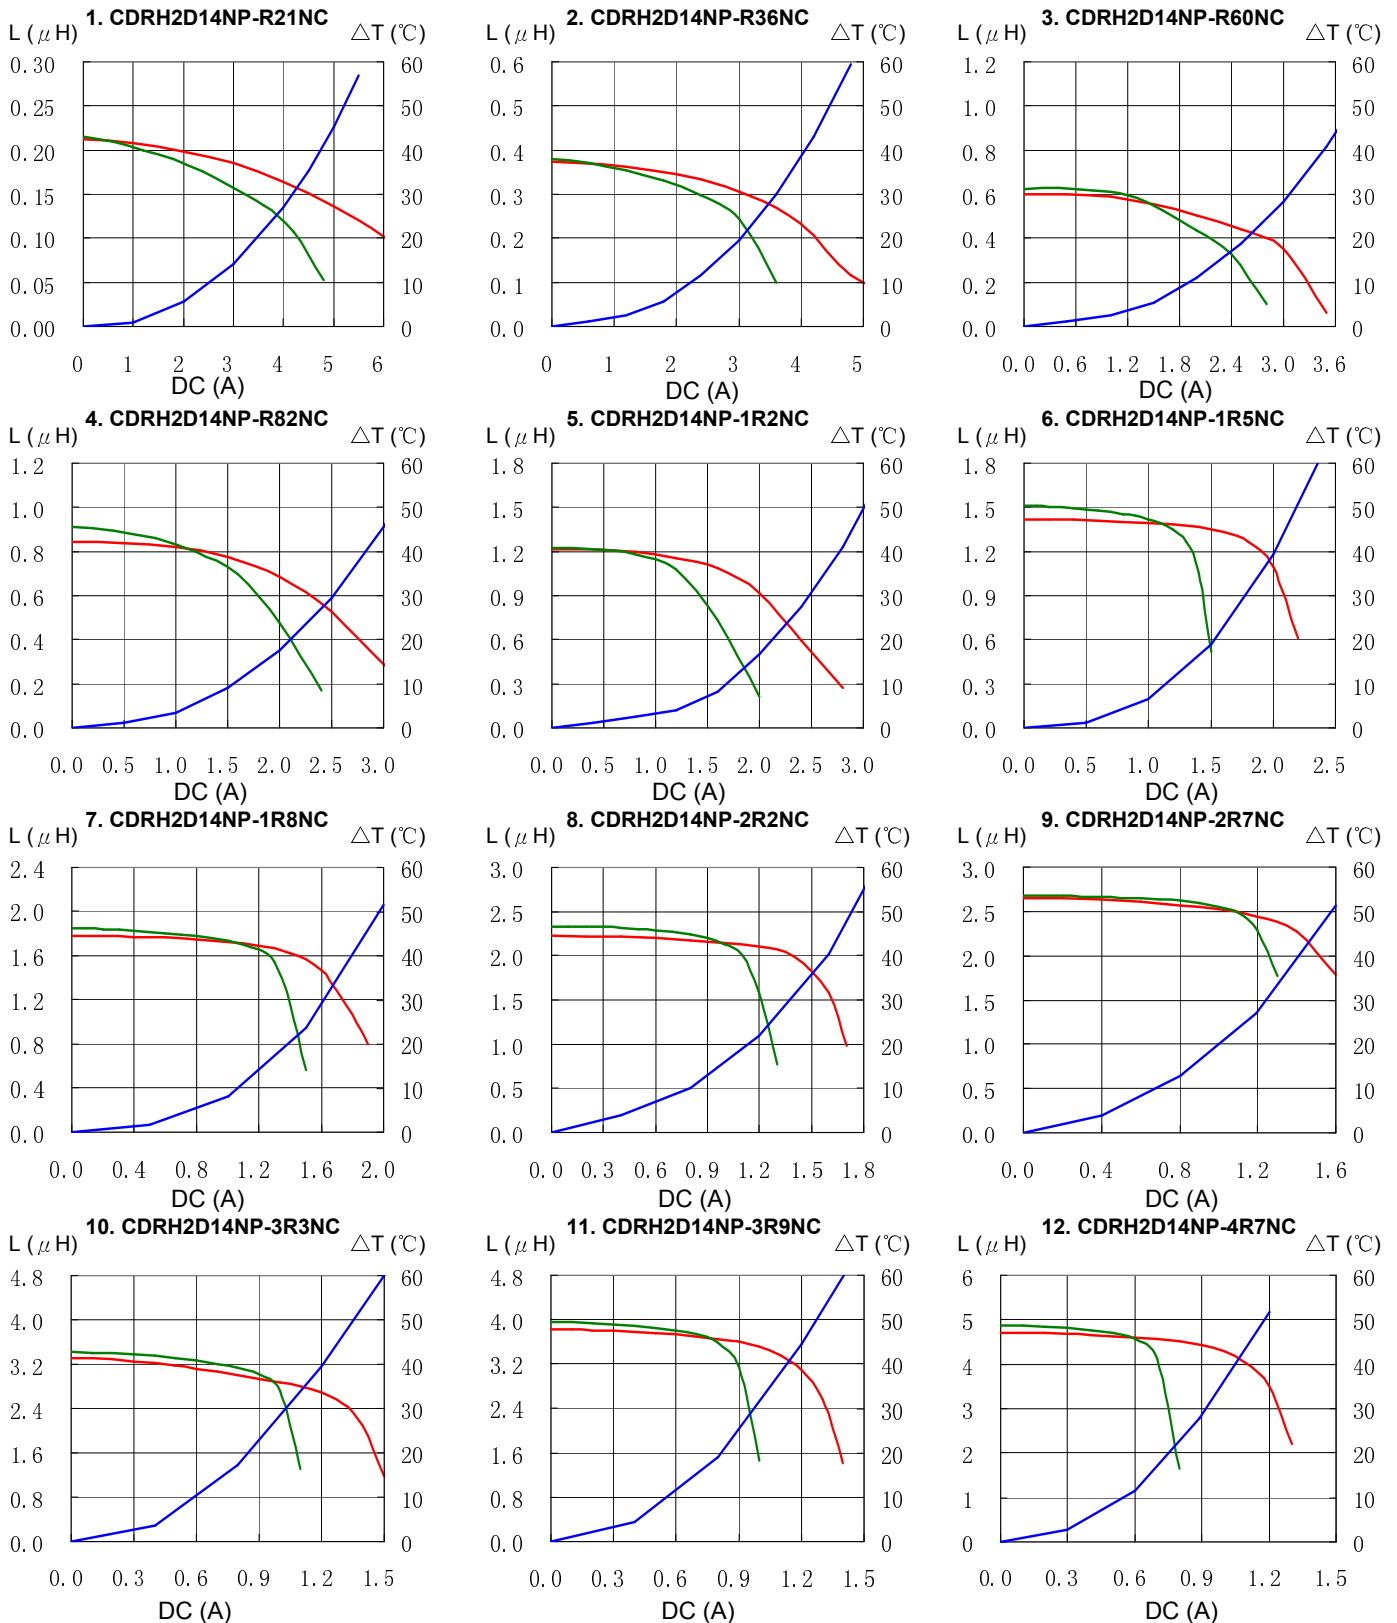 1. CDRH2D14NP-R21NC
L (μH) △T (℃)
0.30 60
0.25 50
0.20 40
0.15 30
0.10 20
0.05 10
0.00 0
0 1 2 3 4 5 6
DC (A)
2. CDRH2D14NP-R36NC
L (μH) △T (℃)
0.6 60
0.5 50
0.4 40
0.3 30
0.2 20
0.1 10
0.0 0
0 1 2 3 4 5
DC (A)
3. CDRH2D14NP-R60NC
L (μH) △T (℃)
1.2 60
1.0 50
0.8 40
0.6 30
0.4 20
0.2 10
0.0 0
0.0 0.6 1.2 1.8 2.4 3.0 3.6
DC (A)
4. CDRH2D14NP-R82NC
L (μH) △T (℃)
1.2 60
1.0 50
0.8 40
0.6 30
0.4 20
0.2 10
0.0 0
0.0 0.5 1.0 1.5 2.0 2.5 3.0
DC (A)
5. CDRH2D14NP-1R2NC
L (μH) △T (℃)
1.8 60
1.5 50
1.2 40
0.9 30
0.6 20
0.3 10
0.0 0
0.0 0.5 1.0 1.5 2.0 2.5 3.0
DC (A)
6. CDRH2D14NP-1R5NC
L (μH) △T (℃)
1.8 60
1.5 50
1.2 40
0.9 30
0.6 20
0.3 10
0.0 0
0.0 0.5 1.0 1.5 2.0 2.5
DC (A)
7. CDRH2D14NP-1R8NC
L (μH) △T (℃)
2.4 60
2.0 50
1.6 40
1.2 30
0.8 20
0.4 10
0.0 0
0.0 0.4 0.8 1.2 1.6 2.0
DC (A)
8. CDRH2D14NP-2R2NC
L (μH) △T (℃)
3.0 60
2.5 50
2.0 40
1.5 30
1.0 20
0.5 10
0.0 0
0.0 0.3 0.6 0.9 1.2 1.5 1.8
DC (A)
9. CDRH2D14NP-2R7NC
L (μH) △T (℃)
3.0 60
2.5 50
2.0 40
1.5 30
1.0 20
0.5 10
0.0 0
0.0 0.4 0.8 1.2 1.6
DC (A)
10. CDRH2D14NP-3R3NC
L (μH) △T (℃)
4.8 60
4.0 50
3.2 40
2.4 30
1.6 20
0.8 10
0.0 0
0.0 0.3 0.6 0.9 1.2 1.5
DC (A)
11. CDRH2D14NP-3R9NC
L (μH) △T (℃)
4.8 60
4.0 50
3.2 40
2.4 30
1.6 20
0.8 10
0.0 0
0.0 0.3 0.6 0.9 1.2 1.5
DC (A)
12. CDRH2D14NP-4R7NC
L (μH) △T (℃)
6 60
5 50
4 40
3 30
2 20
1 10
0 0
0.0 0.3 0.6 0.9 1.2 1.5
DC (A)